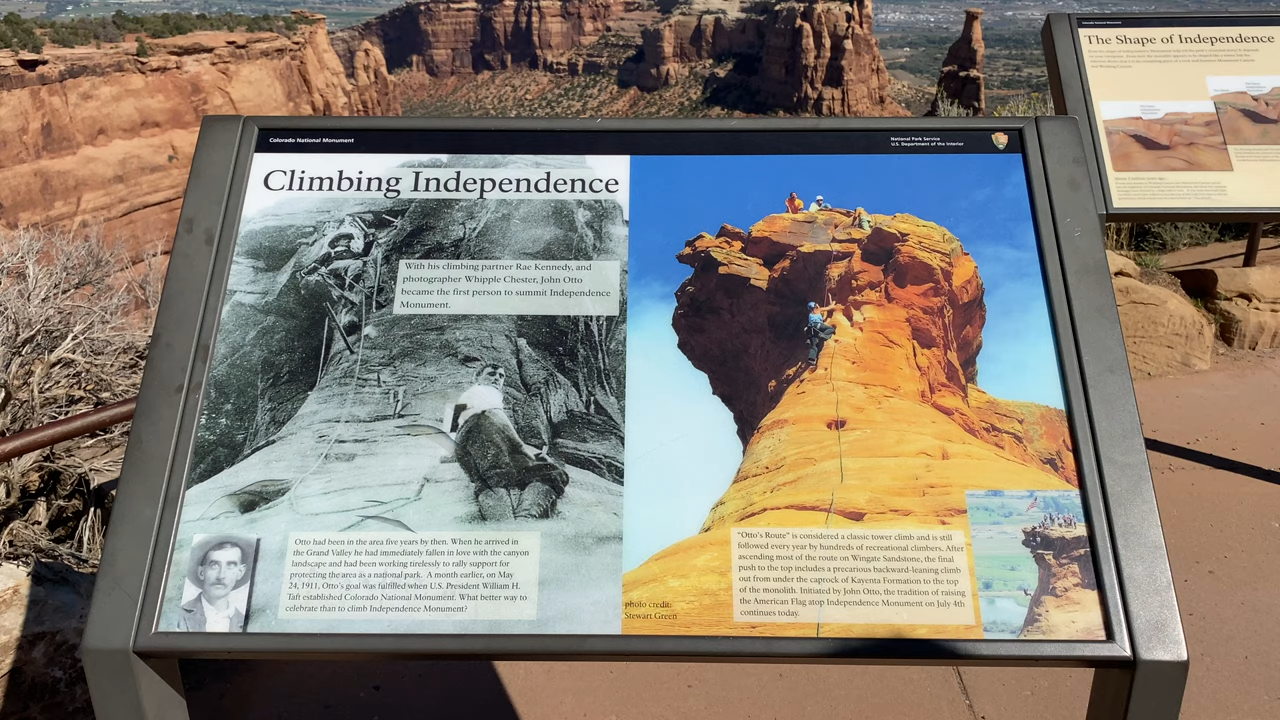 Colorado National Monument
National Park Service
U.S. Department of the Interior
Climbing Independence
With his climbing partner Rae Kennedy, and
photographer Whipple Chester, John Otto
became the first person to summit Independence
Monument.
Otto had been in the area five years by then. When he arrived in
the Grand Valley he had immediately fallen in love with the canyon
landscape and had been working tirelessly to rally support for
protecting the area as a national park. A month earlier, on May
24, 1911, Otto's goal was fulfilled when U.S. President William H.
Taft established Colorado National Monument. What better way to
celebrate than to climb Independence Monument?
photo credit:
Stewart Green
"Otto's Route" is considered a classic tower climb and is still
followed every year by hundreds of recreational climbers. After
ascending most of the route on Wingate Sandstone, the final
push to the top includes a precarious backward-leaning climb
out from under the caprock of Kayenta Formation to the top
of the monolith. Initiated by John Otto, the tradition of raising
the American Flag atop Independence Monument on July 4th
continues today.
Colorado National Monument
The Shape of Independence